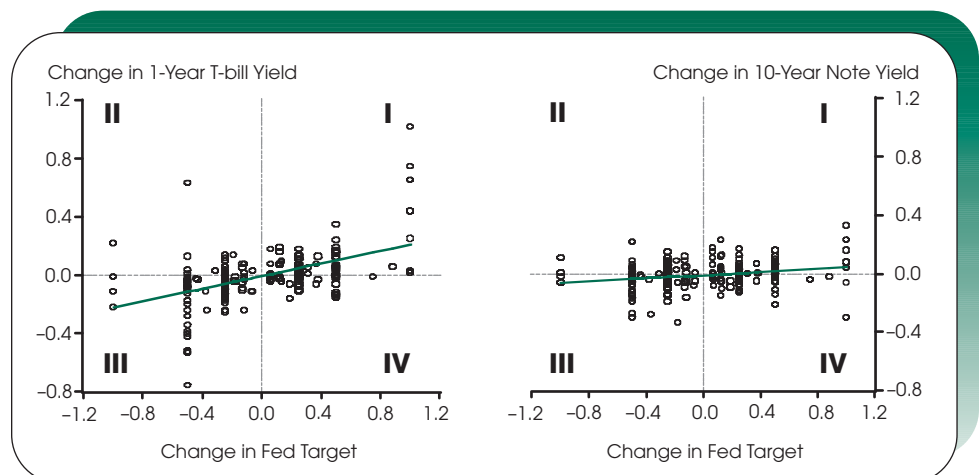 Change in 1-Year T-bill Yield
1.2
II
I
0.8
0.4
0.0
–0.4
III
IV
–0.8
–1.2 –0.8 –0.4 0.0 0.4 0.8 1.2
Change in Fed Target
Change in 10-Year Note Yield
1.2
II
I
0.8
0.4
0.0
–0.4
III
IV
–0.8
–1.2 –0.8 –0.4 0.0 0.4 0.8 1.2
Change in Fed Target